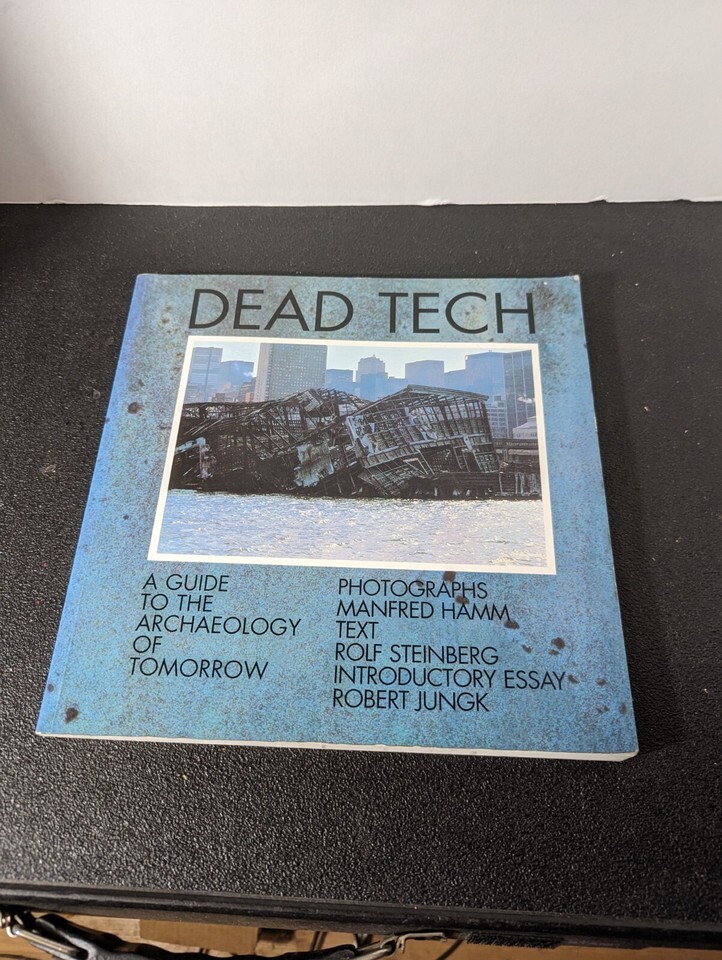 DEAD TECH
A GUIDE
TO THE
ARCHAEOLOGY
OF
TOMORROW
PHOTOGRAPHS
MANFRED HAMM
TEXT
ROLF STEINBERG
INTRODUCTORY ESSAY
ROBERT JUNGK